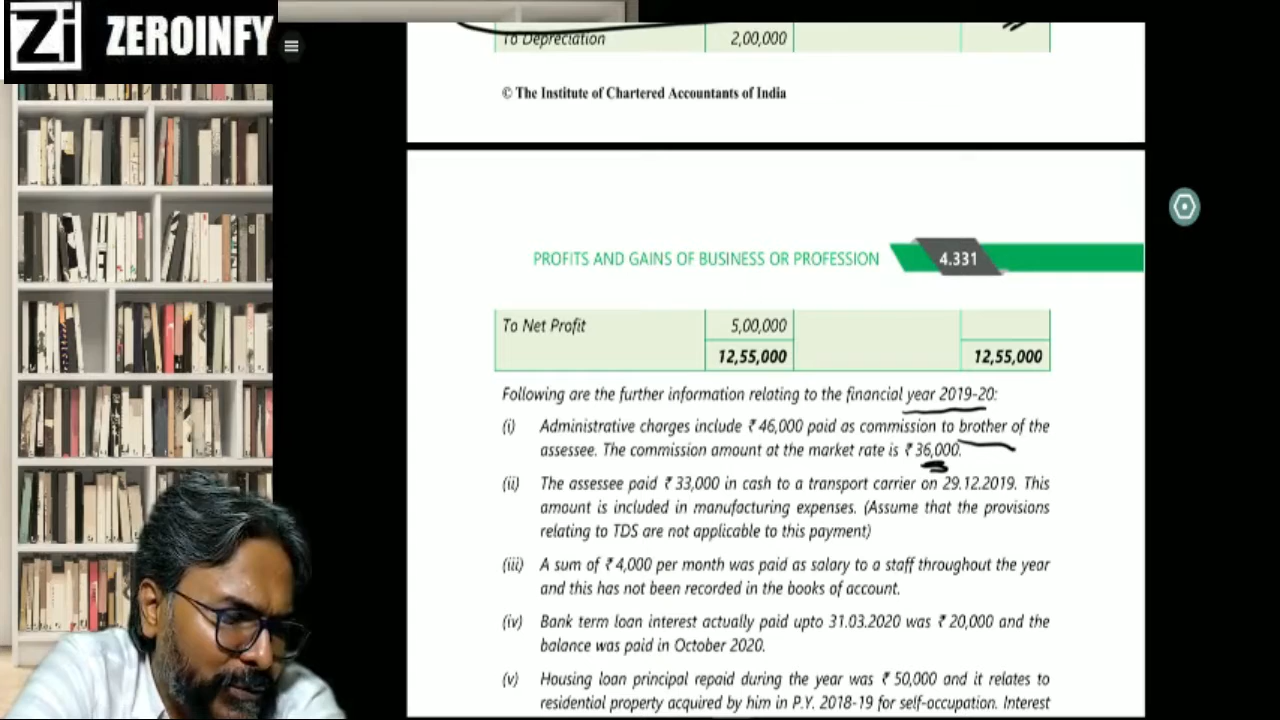 Zi ZEROINFY
To Depreciation 2,00,000
© The Institute of Chartered Accountants of India
PROFITS AND GAINS OF BUSINESS OR PROFESSION 4.331
To Net Profit 5,00,000
12,55,000 12,55,000
Following are the further information relating to the financial year 2019-20:
(i) Administrative charges include ₹ 46,000 paid as commission to brother of the
assessee. The commission amount at the market rate is ₹ 36,000.
(ii) The assessee paid ₹ 33,000 in cash to a transport carrier on 29.12.2019. This
amount is included in manufacturing expenses. (Assume that the provisions
relating to TDS are not applicable to this payment)
(iii) A sum of ₹ 4,000 per month was paid as salary to a staff throughout the year
and this has not been recorded in the books of account.
(iv) Bank term loan interest actually paid upto 31.03.2020 was ₹ 20,000 and the
balance was paid in October 2020.
(v) Housing loan principal repaid during the year was ₹ 50,000 and it relates to
residential property acquired by him in P.Y. 2018-19 for self-occupation. Interest